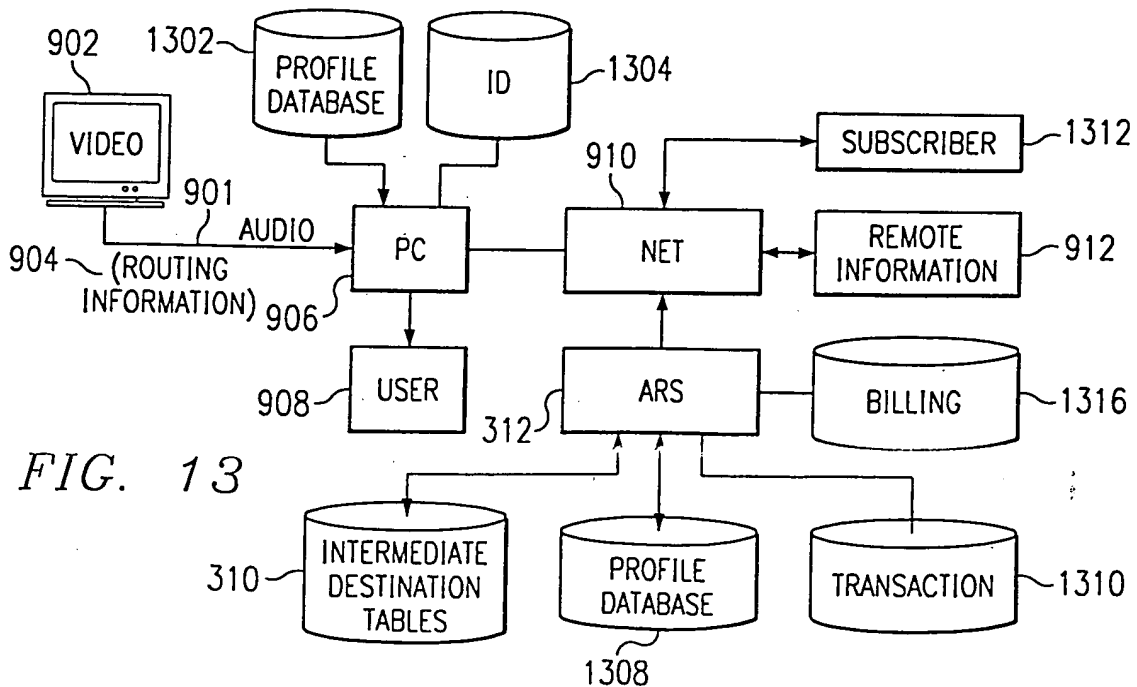 1302
902
PROFILE
DATABASE
ID
1304
VIDEO
901
AUDIO
904
(ROUTING
INFORMATION)
PC
906
910
NET
SUBSCRIBER
1312
REMOTE
INFORMATION
912
USER
908
ARS
312
BILLING
1316
FIG. 13
310
INTERMEDIATE
DESTINATION
TABLES
PROFILE
DATABASE
1308
TRANSACTION
1310